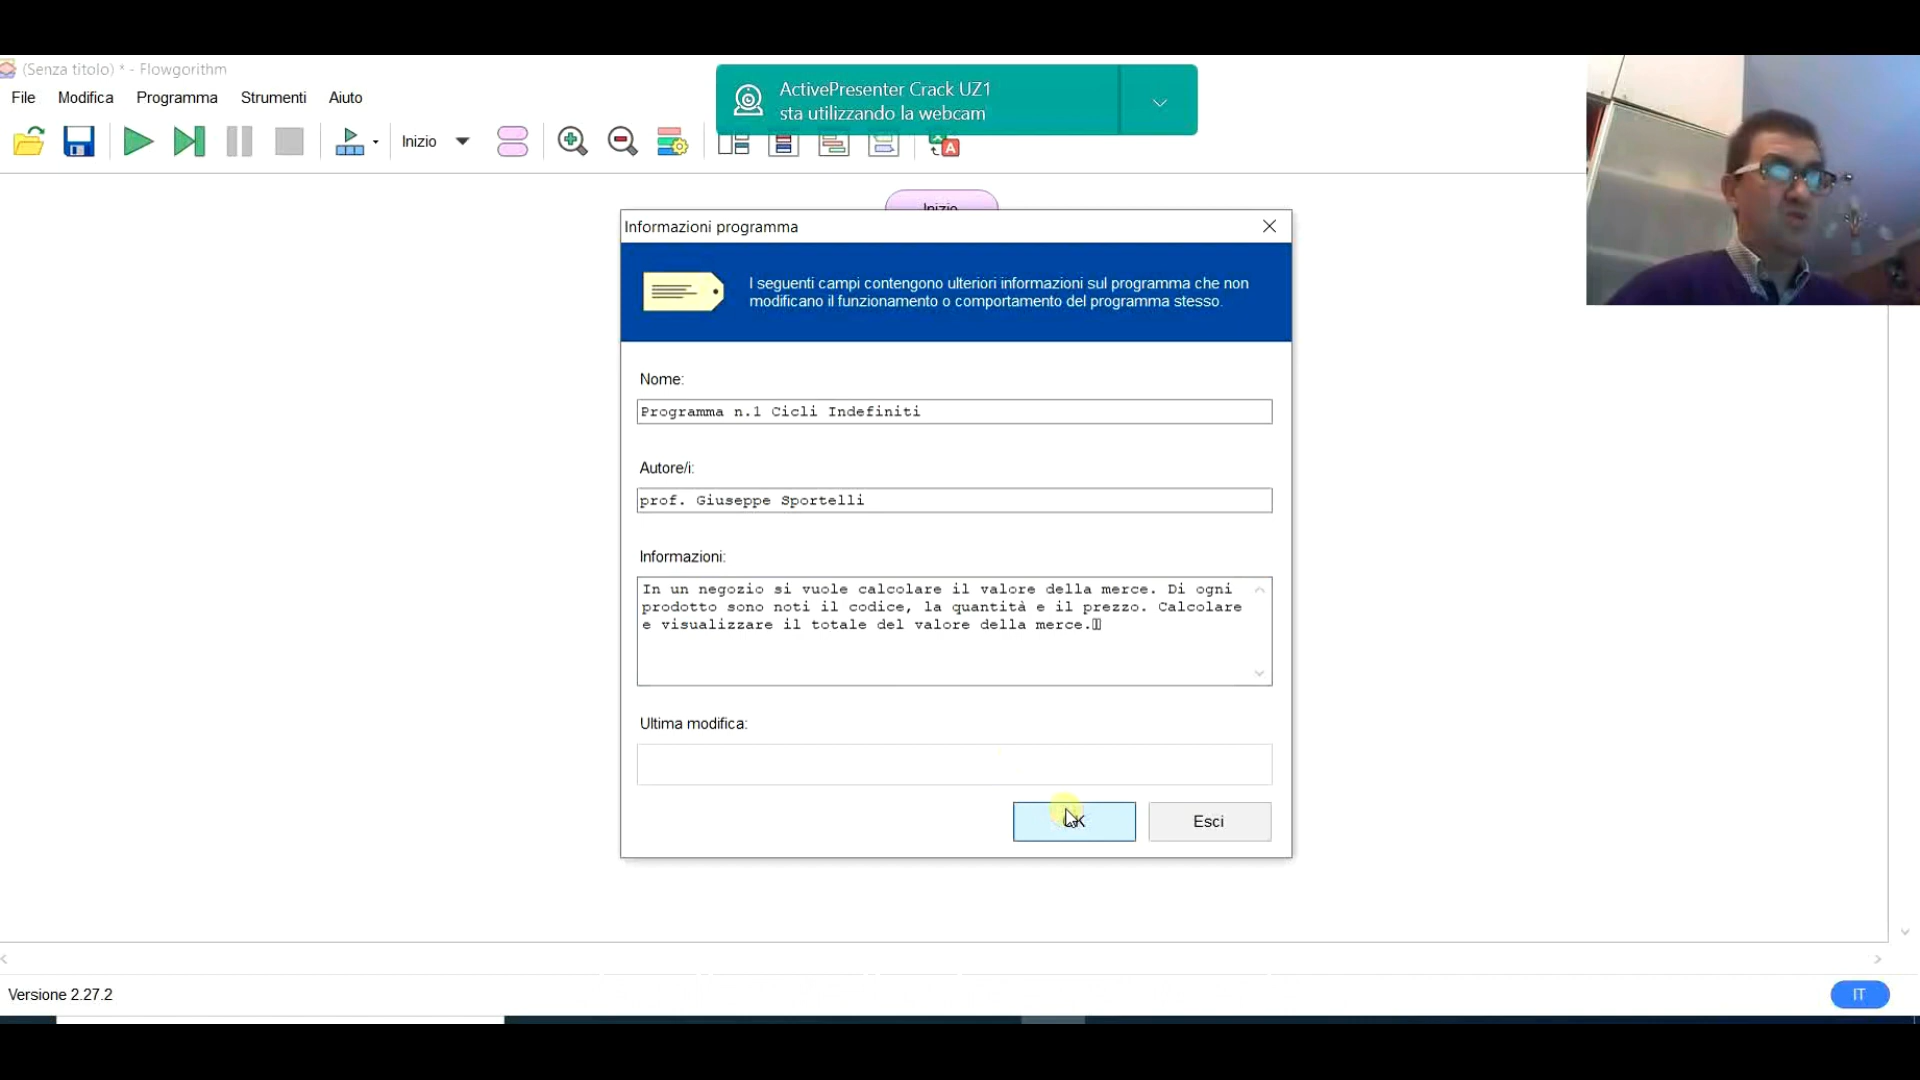 (Senza titolo) * - Flowgorithm
ActivePresenter Crack UZ1
sta utilizzando la webcam
File Modifica Programma Strumenti Aiuto
Inizio
Inizio
Informazioni programma
I seguenti campi contengono ulteriori informazioni sul programma che non
modificano il funzionamento o comportamento del programma stesso.
Nome:
Programma n.1 Cicli Indefiniti
Autore/i:
prof. Giuseppe Sportelli
Informazioni:
In un negozio si vuole calcolare il valore della merce. Di ogni
prodotto sono noti il codice, la quantità e il prezzo. Calcolare
e visualizzare il totale del valore della merce.
Ultima modifica:
OK Esci
Versione 2.27.2
IT